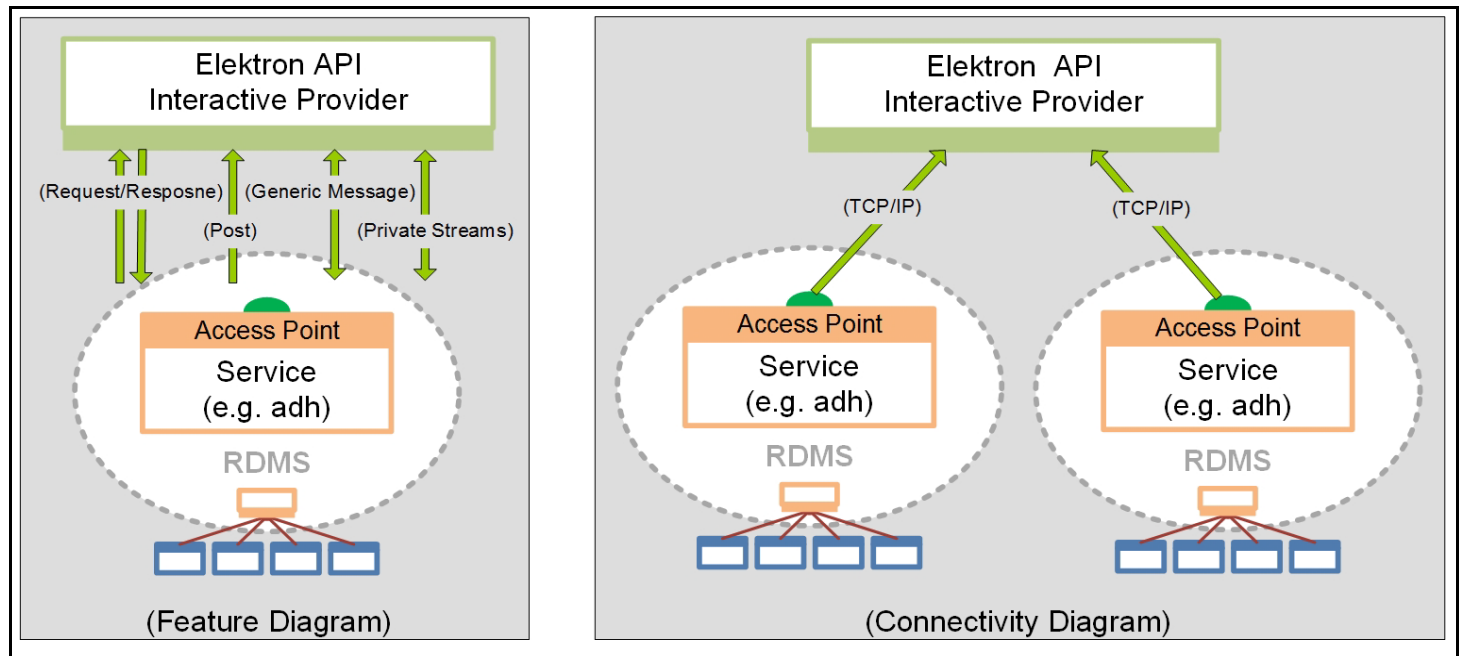 Elektron API
Interactive Provider
(Request/Resposne)
(Generic Message)
(Post)
(Private Streams)
Access Point
Service
(e.g. adh)
RDMS
(Feature Diagram)
Elektron API
Interactive Provider
(TCP/IP)
(TCP/IP)
Access Point
Service
(e.g. adh)
RDMS
Access Point
Service
(e.g. adh)
RDMS
(Connectivity Diagram)